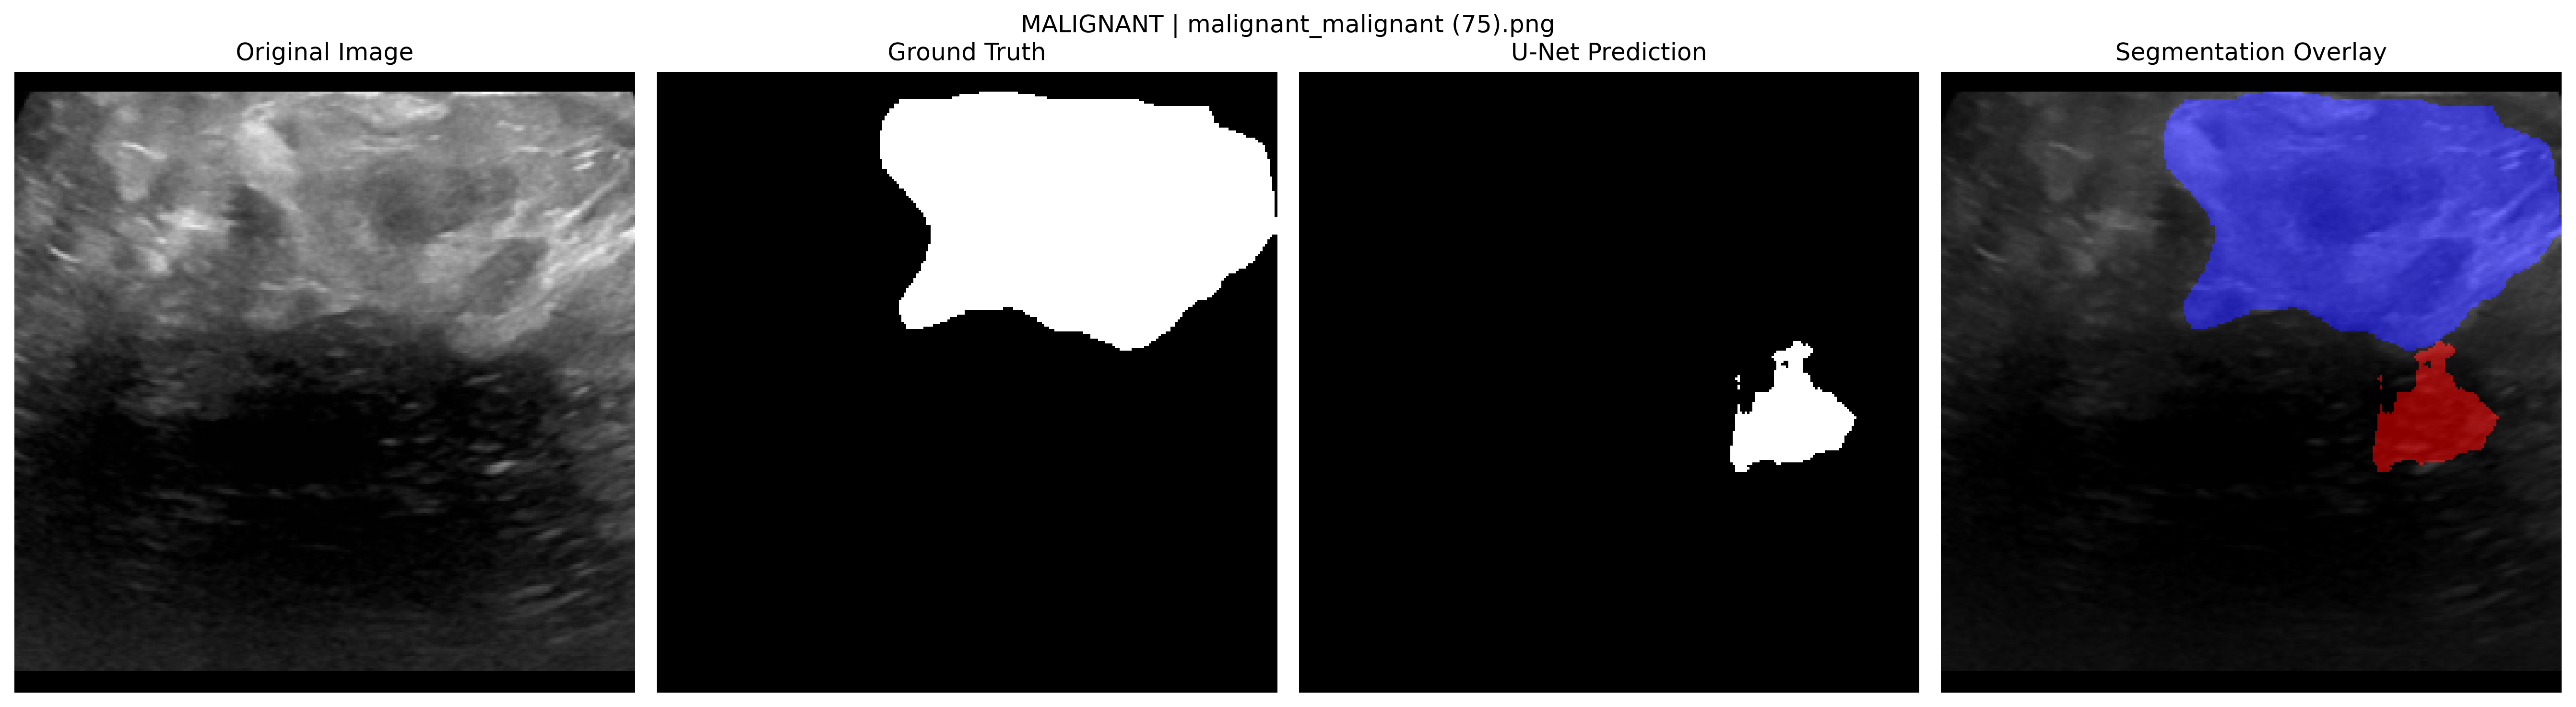 MALIGNANT | malignant_malignant (75).png
Original Image
Ground Truth
U-Net Prediction
Segmentation Overlay